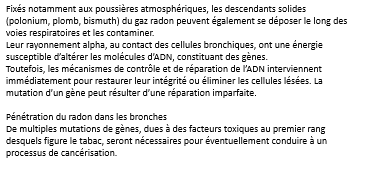 Fixés notamment aux poussières atmosphériques, les descendants solides
(polonium, plomb, bismuth) du gaz radon peuvent également se déposer le long des
voies respiratoires et les contaminer.
Leur rayonnement alpha, au contact des cellules bronchiques, ont une énergie
susceptible d'altérer les molécules d'ADN, constituant des gènes.
Toutefois, les mécanismes de contrôle et de réparation de l'ADN interviennent
immédiatement pour restaurer leur intégrité ou éliminer les cellules lésées. La
mutation d'un gène peut résulter d'une réparation imparfaite.

Pénétration du radon dans les bronches
De multiples mutations de gènes, dues à des facteurs toxiques au premier rang
desquels figure le tabac, seront nécessaires pour éventuellement conduire à un
processus de cancérisation.